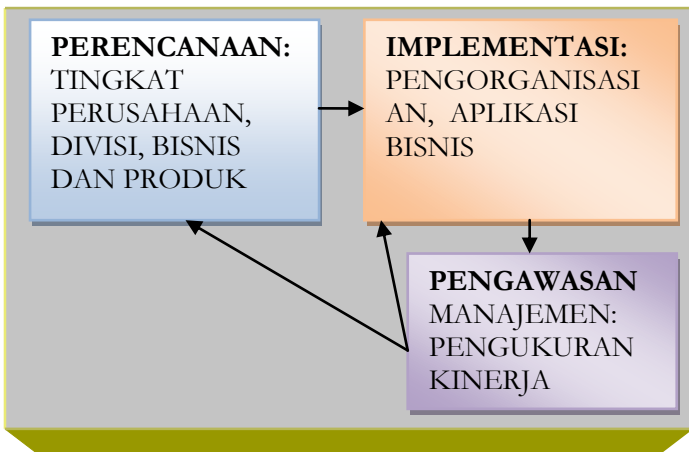 PERENCANAAN:
TINGKAT
PERUSAHAAN,
DIVISI, BISNIS
DAN PRODUK
IMPLEMENTASI:
PENGORGANISASI
AN, APLIKASI
BISNIS
PENGAWASAN
MANAJEMEN:
PENGUKURAN
KINERJA